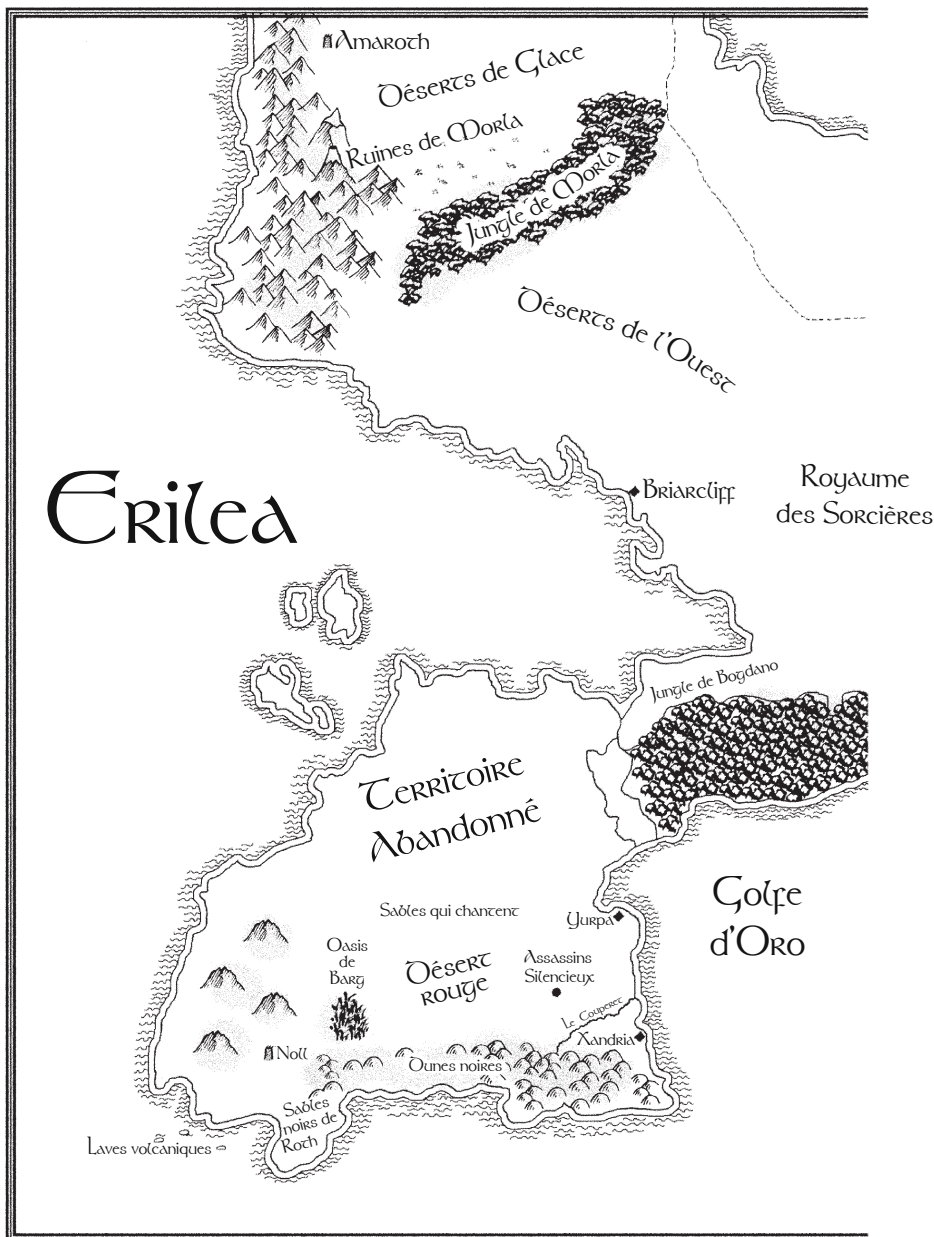 Amaroth
Déserts de Glace
Ruines de Morla
Jungle de Morla
Déserts de l'Ouest
Erilea
Briarcliff
Royaume
des Sorcières
Jungle de Bogdano
Territoire
Abandonné
Golfe
d'Oro
Sables qui chantent
Yurpa
Oasis
de
Barg
Désert
rouge
Assassins
Silencieux
Le Couperet
Xandria
Noll
Dunes noires
Sables
noirs de
Roth
Laves volcaniques